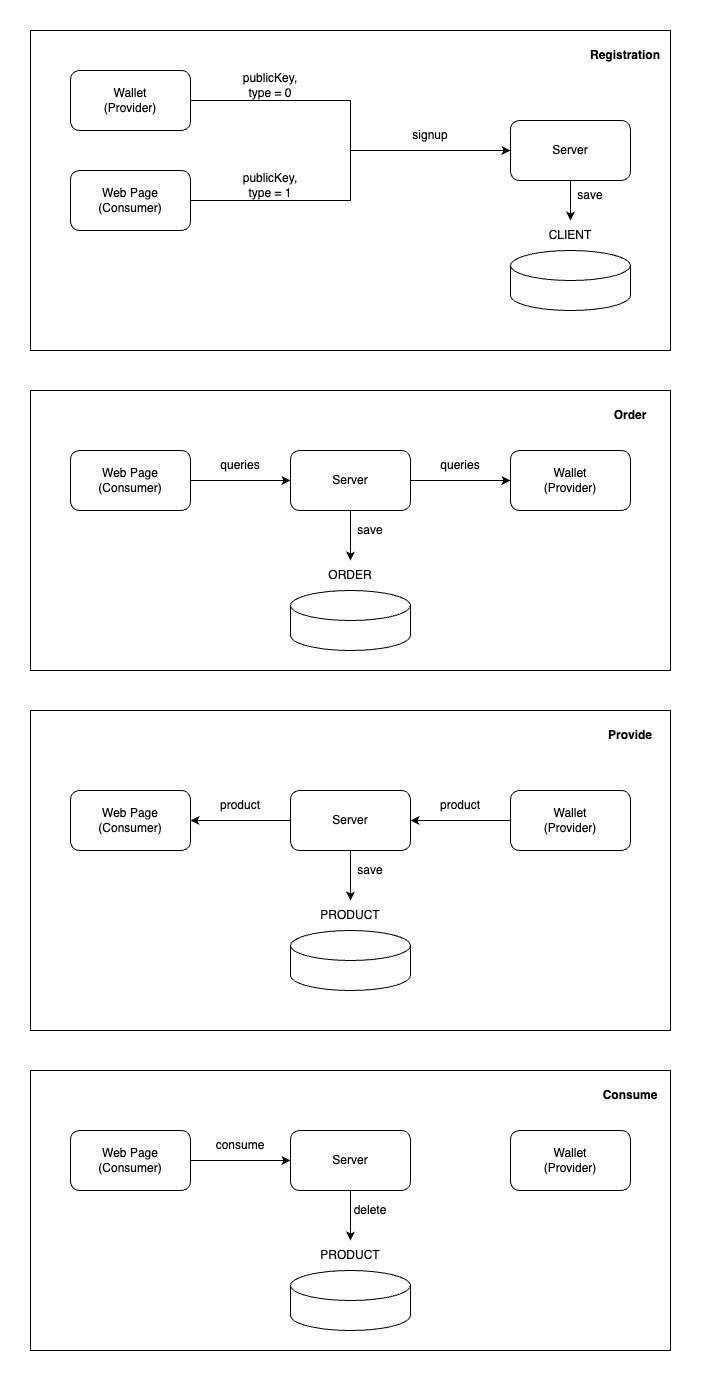 Registration
Wallet
(Provider)
publicKey,
type = 0
signup
Server
Web Page
(Consumer)
publicKey,
type = 1
save
CLIENT
Order
Web Page
(Consumer)
queries
Server
queries
Wallet
(Provider)
save
ORDER
Provide
Web Page
(Consumer)
product
Server
product
Wallet
(Provider)
save
PRODUCT
Consume
Web Page
(Consumer)
consume
Server
Wallet
(Provider)
delete
PRODUCT